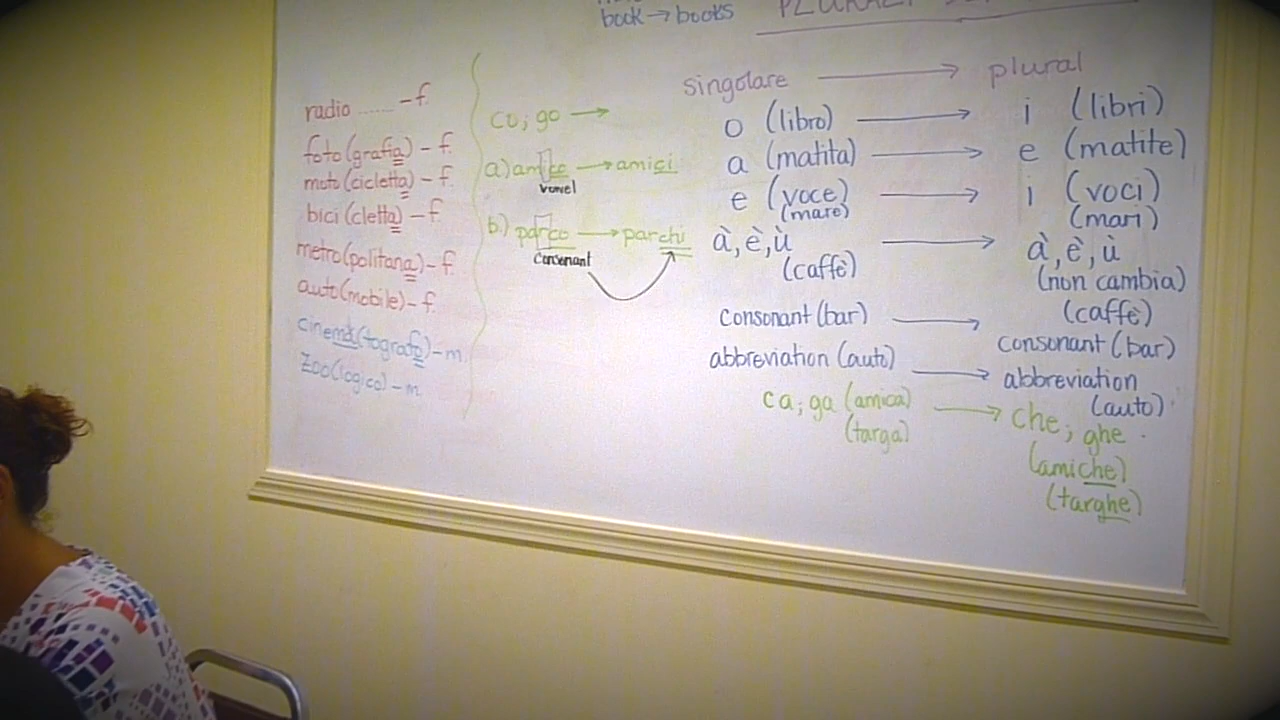 book → books
radio ...... - f.
foto (grafia) - f.
moto (cicletta) - f.
bici (cletta) - f
metro (politana) - f.
auto (mobile) - f.
cinema (tografo) - m.
zoo (logico) - m.
co; go →
a) amico → amici
vowel
b) parco → parchi
consonant
singolare → plural
o (libro) → i (libri)
a (matita) → e (matite)
e (voce) → i (voci)
(mare) (mari)
à, è, ù → à, è, ù
(caffè) (non cambia)
(caffè)
consonant (bar) → consonant (bar)
abbreviation (auto) → abbreviation
(auto)
ca; ga (amica) → che; ghe
(targa) (amiche)
(targhe)